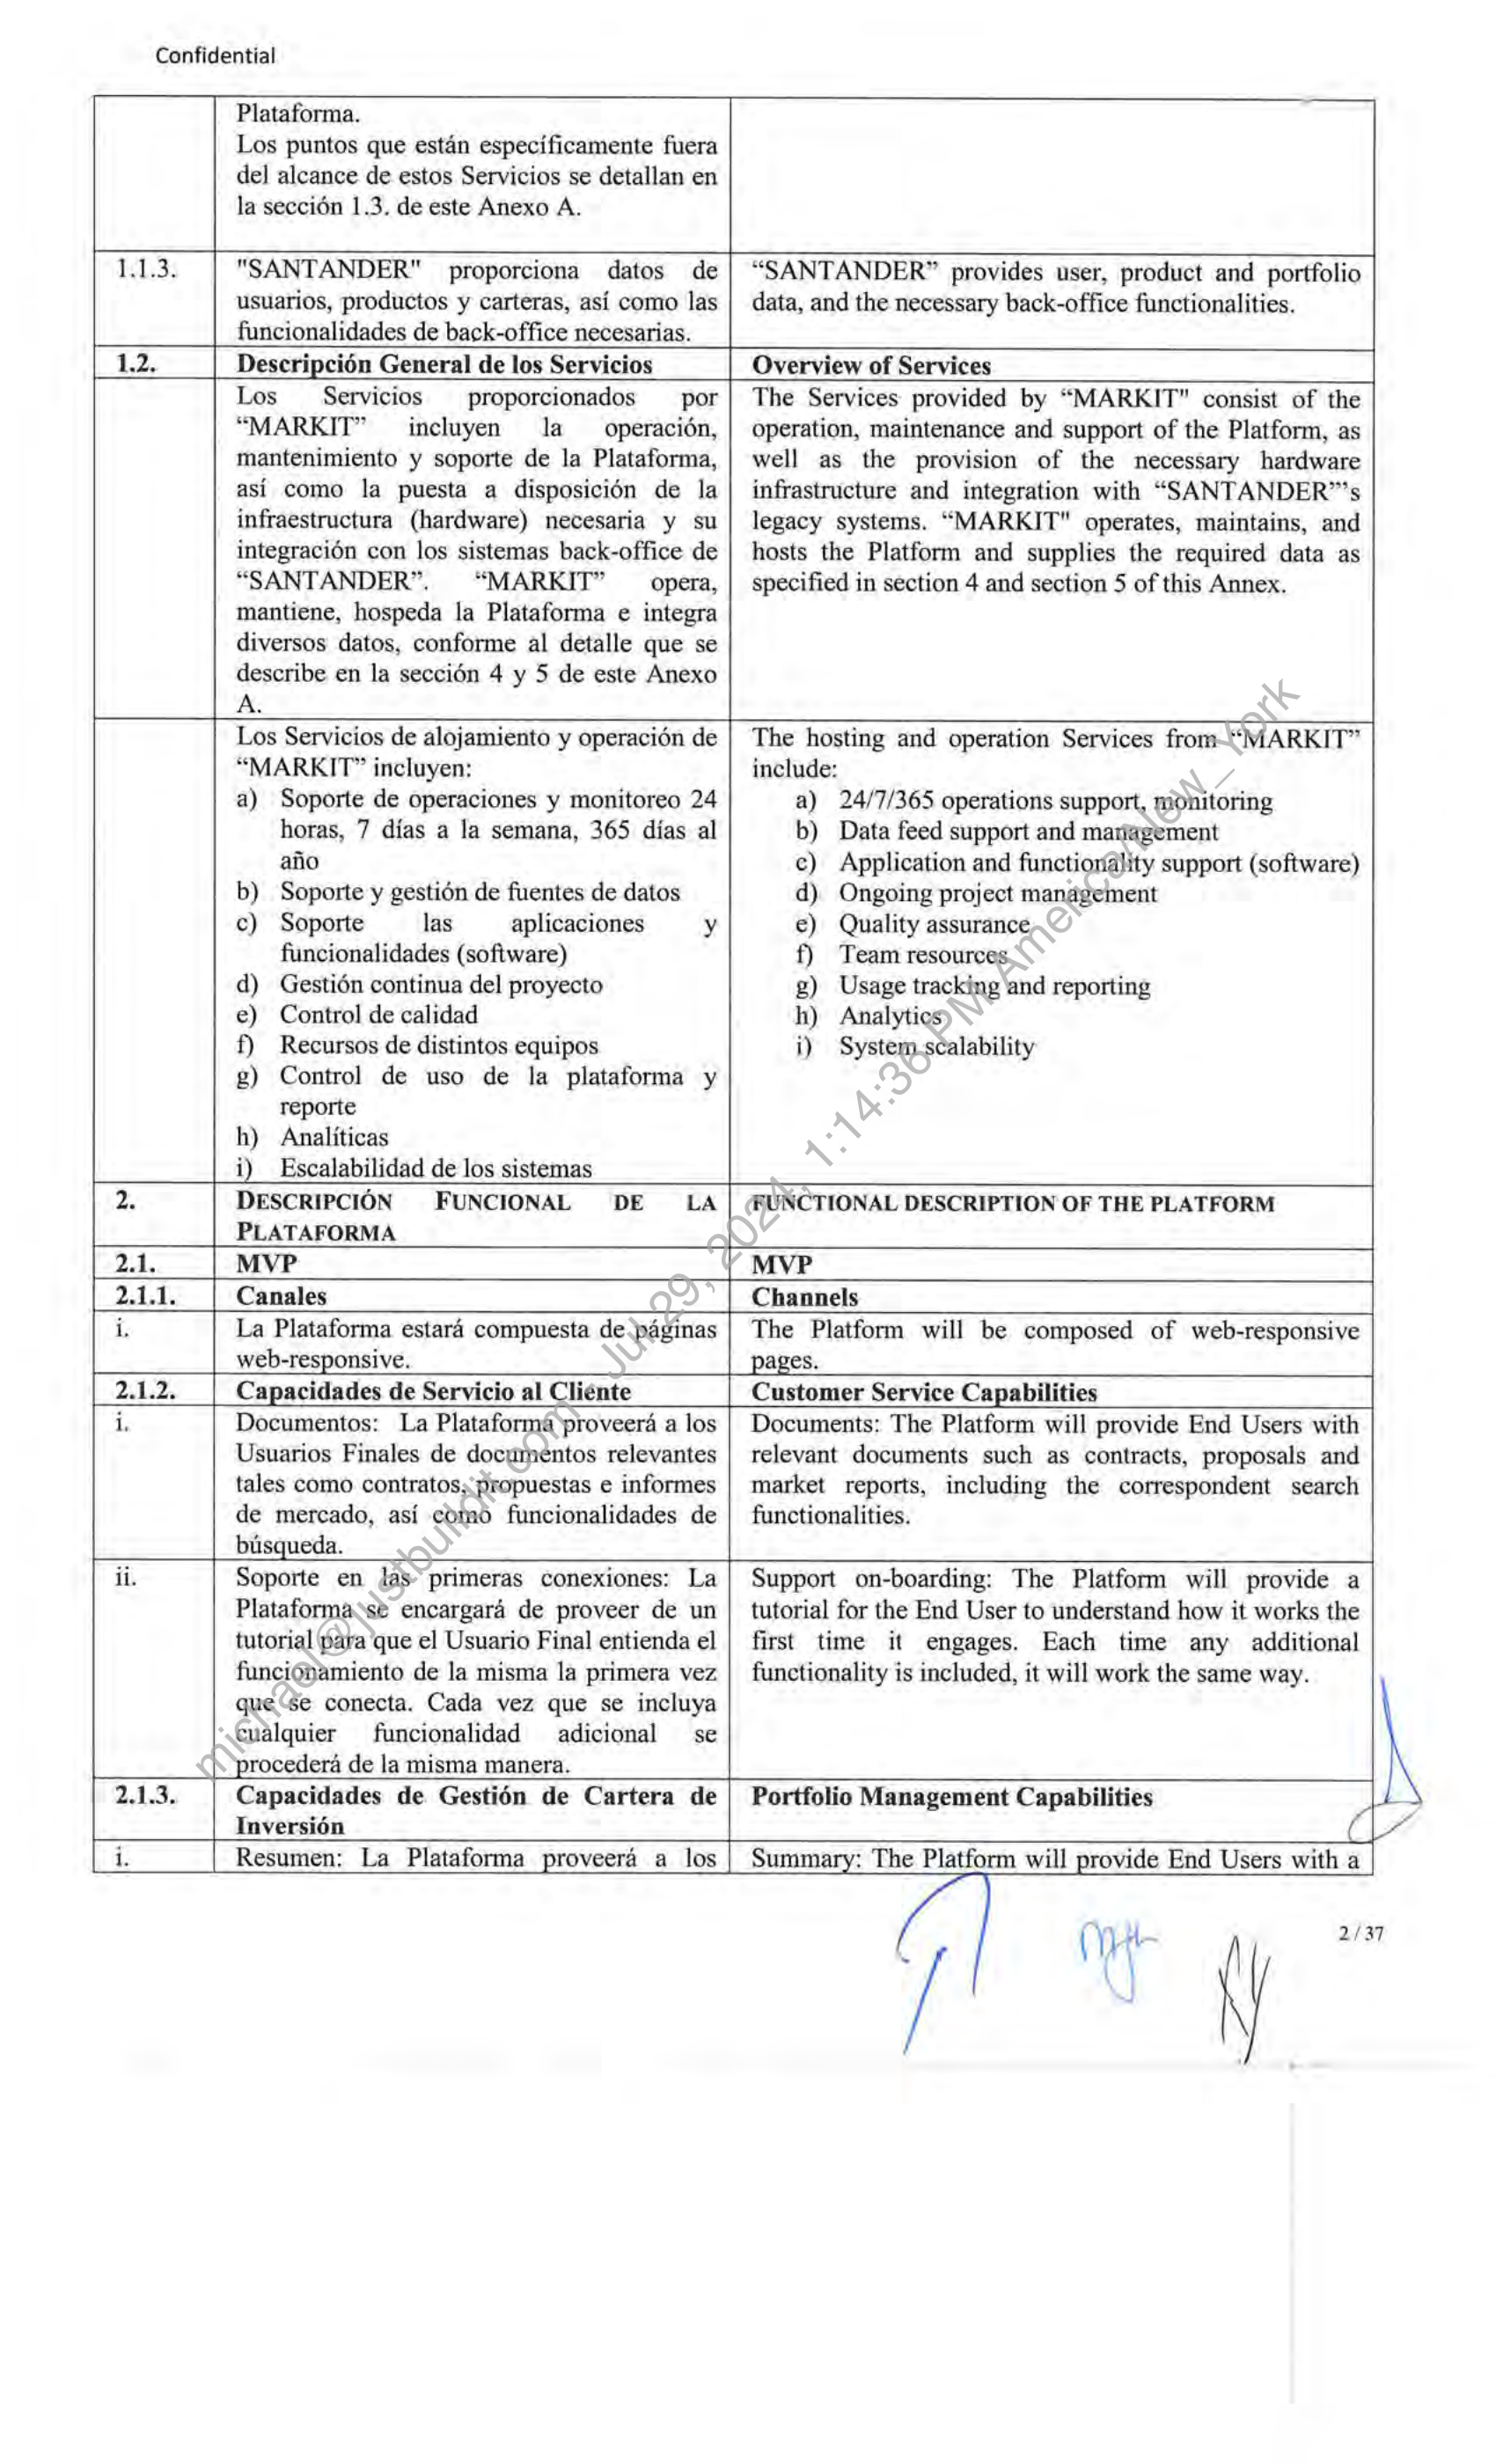 Confidential
Plataforma.
Los puntos que están específicamente fuera
del alcance de estos Servicios se detallan en
la sección 1.3. de este Anexo A.
1.1.3.
"SANTANDER" proporciona datos de
usuarios, productos y carteras, así como las
funcionalidades de back-office necesarias.
“SANTANDER” provides user, product and portfolio
data, and the necessary back-office functionalities.
1.2.
Descripción General de los Servicios
Overview of Services
Los Servicios proporcionados por
“MARKIT” incluyen la operación,
mantenimiento y soporte de la Plataforma,
así como la puesta a disposición de la
infraestructura (hardware) necesaria y su
integración con los sistemas back-office de
“SANTANDER”. “MARKIT” opera,
mantiene, hospeda la Plataforma e integra
diversos datos, conforme al detalle que se
describe en la sección 4 y 5 de este Anexo
A.
The Services provided by “MARKIT" consist of the
operation, maintenance and support of the Platform, as
well as the provision of the necessary hardware
infrastructure and integration with “SANTANDER”’s
legacy systems. “MARKIT" operates, maintains, and
hosts the Platform and supplies the required data as
specified in section 4 and section 5 of this Annex.
Los Servicios de alojamiento y operación de
“MARKIT” incluyen:
a) Soporte de operaciones y monitoreo 24
horas, 7 días a la semana, 365 días al
año
b) Soporte y gestión de fuentes de datos
c) Soporte las aplicaciones y
funcionalidades (software)
d) Gestión continua del proyecto
e) Control de calidad
f) Recursos de distintos equipos
g) Control de uso de la plataforma y
reporte
h) Analíticas
i) Escalabilidad de los sistemas
The hosting and operation Services from “MARKIT”
include:
a) 24/7/365 operations support, monitoring
b) Data feed support and management
c) Application and functionality support (software)
d) Ongoing project management
e) Quality assurance
f) Team resources
g) Usage tracking and reporting
h) Analytics
i) System scalability
2.
DESCRIPCIÓN FUNCIONAL DE LA
PLATAFORMA
FUNCTIONAL DESCRIPTION OF THE PLATFORM
2.1.
MVP
MVP
2.1.1.
Canales
Channels
i.
La Plataforma estará compuesta de páginas
web-responsive.
The Platform will be composed of web-responsive
pages.
2.1.2.
Capacidades de Servicio al Cliente
Customer Service Capabilities
i.
Documentos: La Plataforma proveerá a los
Usuarios Finales de documentos relevantes
tales como contratos, propuestas e informes
de mercado, así como funcionalidades de
búsqueda.
Documents: The Platform will provide End Users with
relevant documents such as contracts, proposals and
market reports, including the correspondent search
functionalities.
ii.
Soporte en las primeras conexiones: La
Plataforma se encargará de proveer de un
tutorial para que el Usuario Final entienda el
funcionamiento de la misma la primera vez
que se conecta. Cada vez que se incluya
cualquier funcionalidad adicional se
procederá de la misma manera.
Support on-boarding: The Platform will provide a
tutorial for the End User to understand how it works the
first time it engages. Each time any additional
functionality is included, it will work the same way.
2.1.3.
Capacidades de Gestión de Cartera de
Inversión
Portfolio Management Capabilities
i.
Resumen: La Plataforma proveerá a los
Summary: The Platform will provide End Users with a
2 / 37
michael@justbuildit.com - Jul 29, 2024, 1:14:36 PM America/New_York